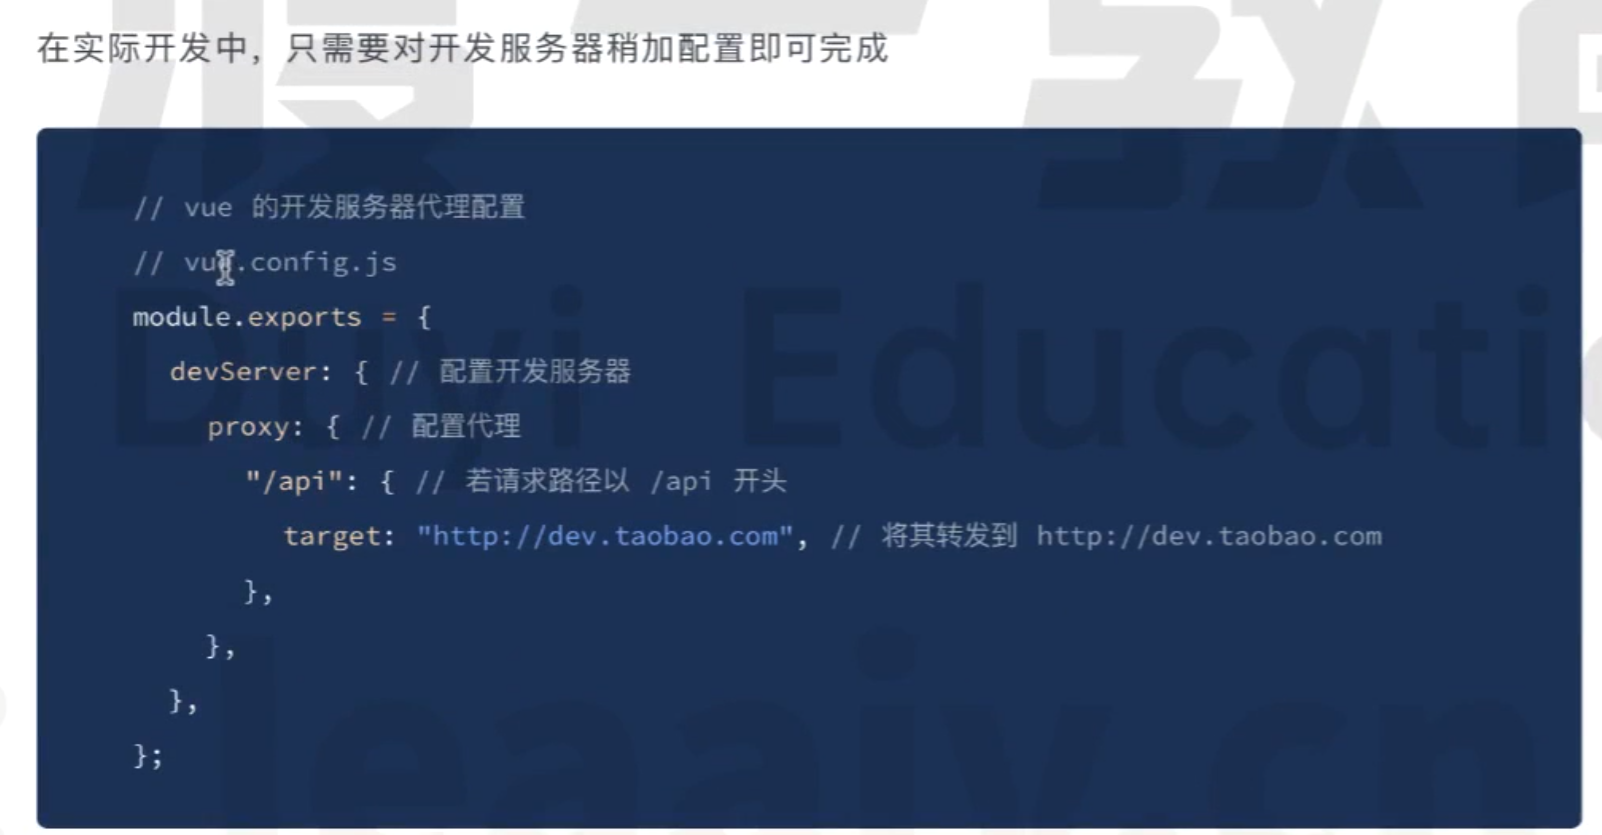 在实际开发中，只需要对开发服务器稍加配置即可完成
// vue 的开发服务器代理配置
// vue.config.js
module.exports = {
devServer: { // 配置开发服务器
proxy: { // 配置代理
"/api": { // 若请求路径以 /api 开头
target: "http://dev.taobao.com", // 将其转发到 http://dev.taobao.com
},
},
},
};
Duyi Educati